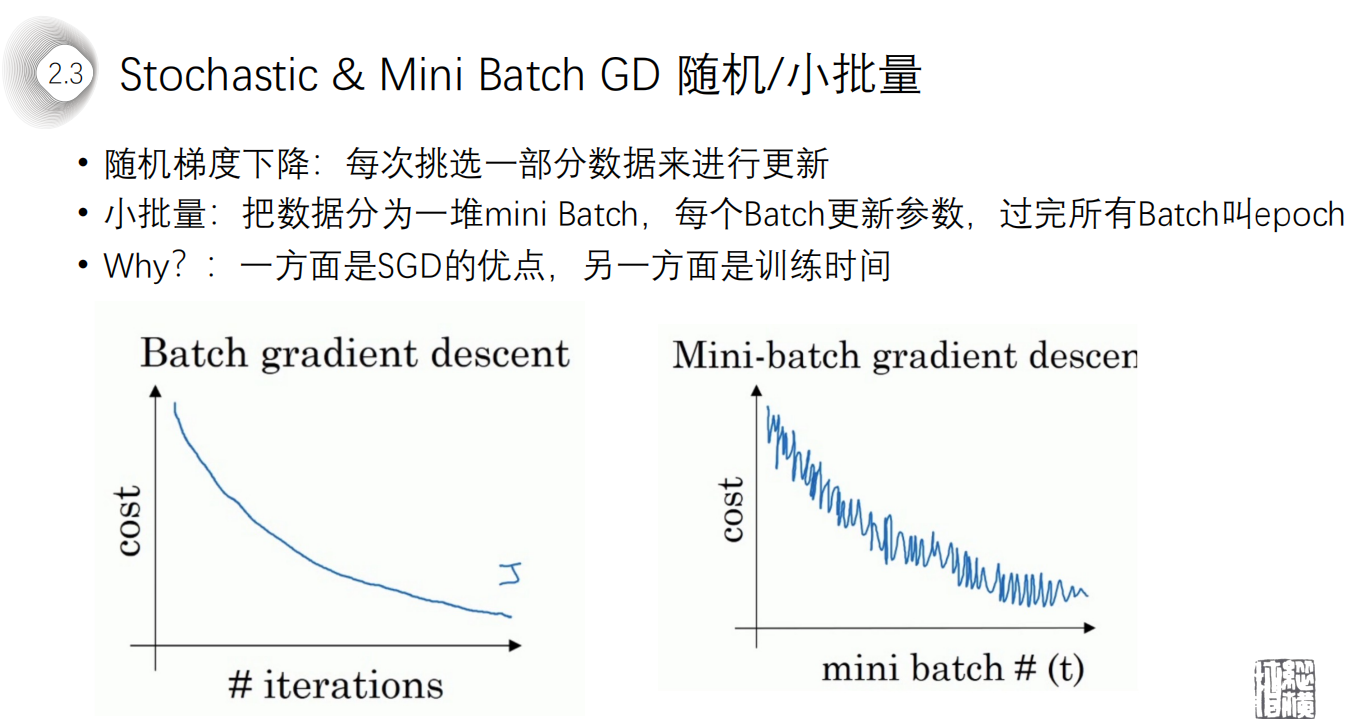 2.3
Stochastic & Mini Batch GD 随机/小批量
• 随机梯度下降：每次挑选一部分数据来进行更新
• 小批量：把数据分为一堆mini Batch，每个Batch更新参数，过完所有Batch叫epoch
• Why？：一方面是SGD的优点，另一方面是训练时间
Batch gradient descent
cost
J
# iterations
Mini-batch gradient descen
cost
mini batch # (t)